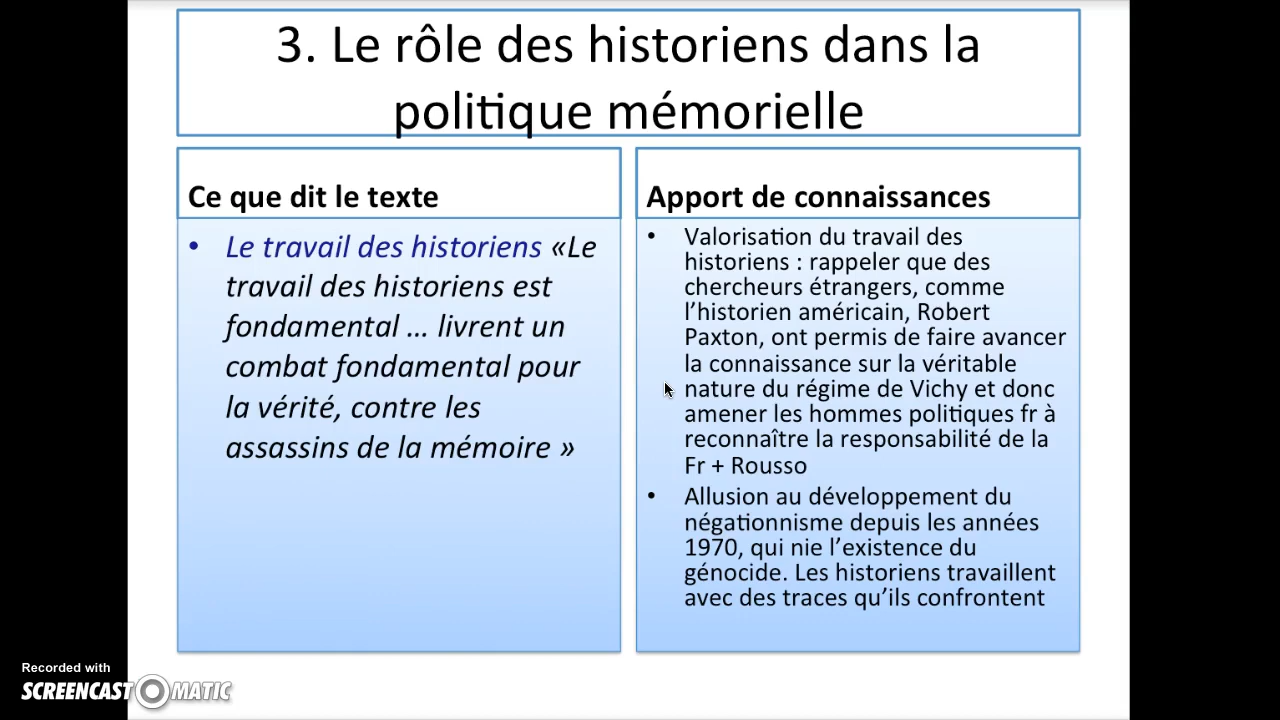 3. Le rôle des historiens dans la
politique mémorielle
Ce que dit le texte
• Le travail des historiens «Le
travail des historiens est
fondamental … livrent un
combat fondamental pour
la vérité, contre les
assassins de la mémoire »
Apport de connaissances
• Valorisation du travail des
historiens : rappeler que des
chercheurs étrangers, comme
l’historien américain, Robert
Paxton, ont permis de faire avancer
la connaissance sur la véritable
nature du régime de Vichy et donc
amener les hommes politiques fr à
reconnaître la responsabilité de la
Fr + Rousso
• Allusion au développement du
négationnisme depuis les années
1970, qui nie l’existence du
génocide. Les historiens travaillent
avec des traces qu’ils confrontent
Recorded with
SCREENCAST MATIC